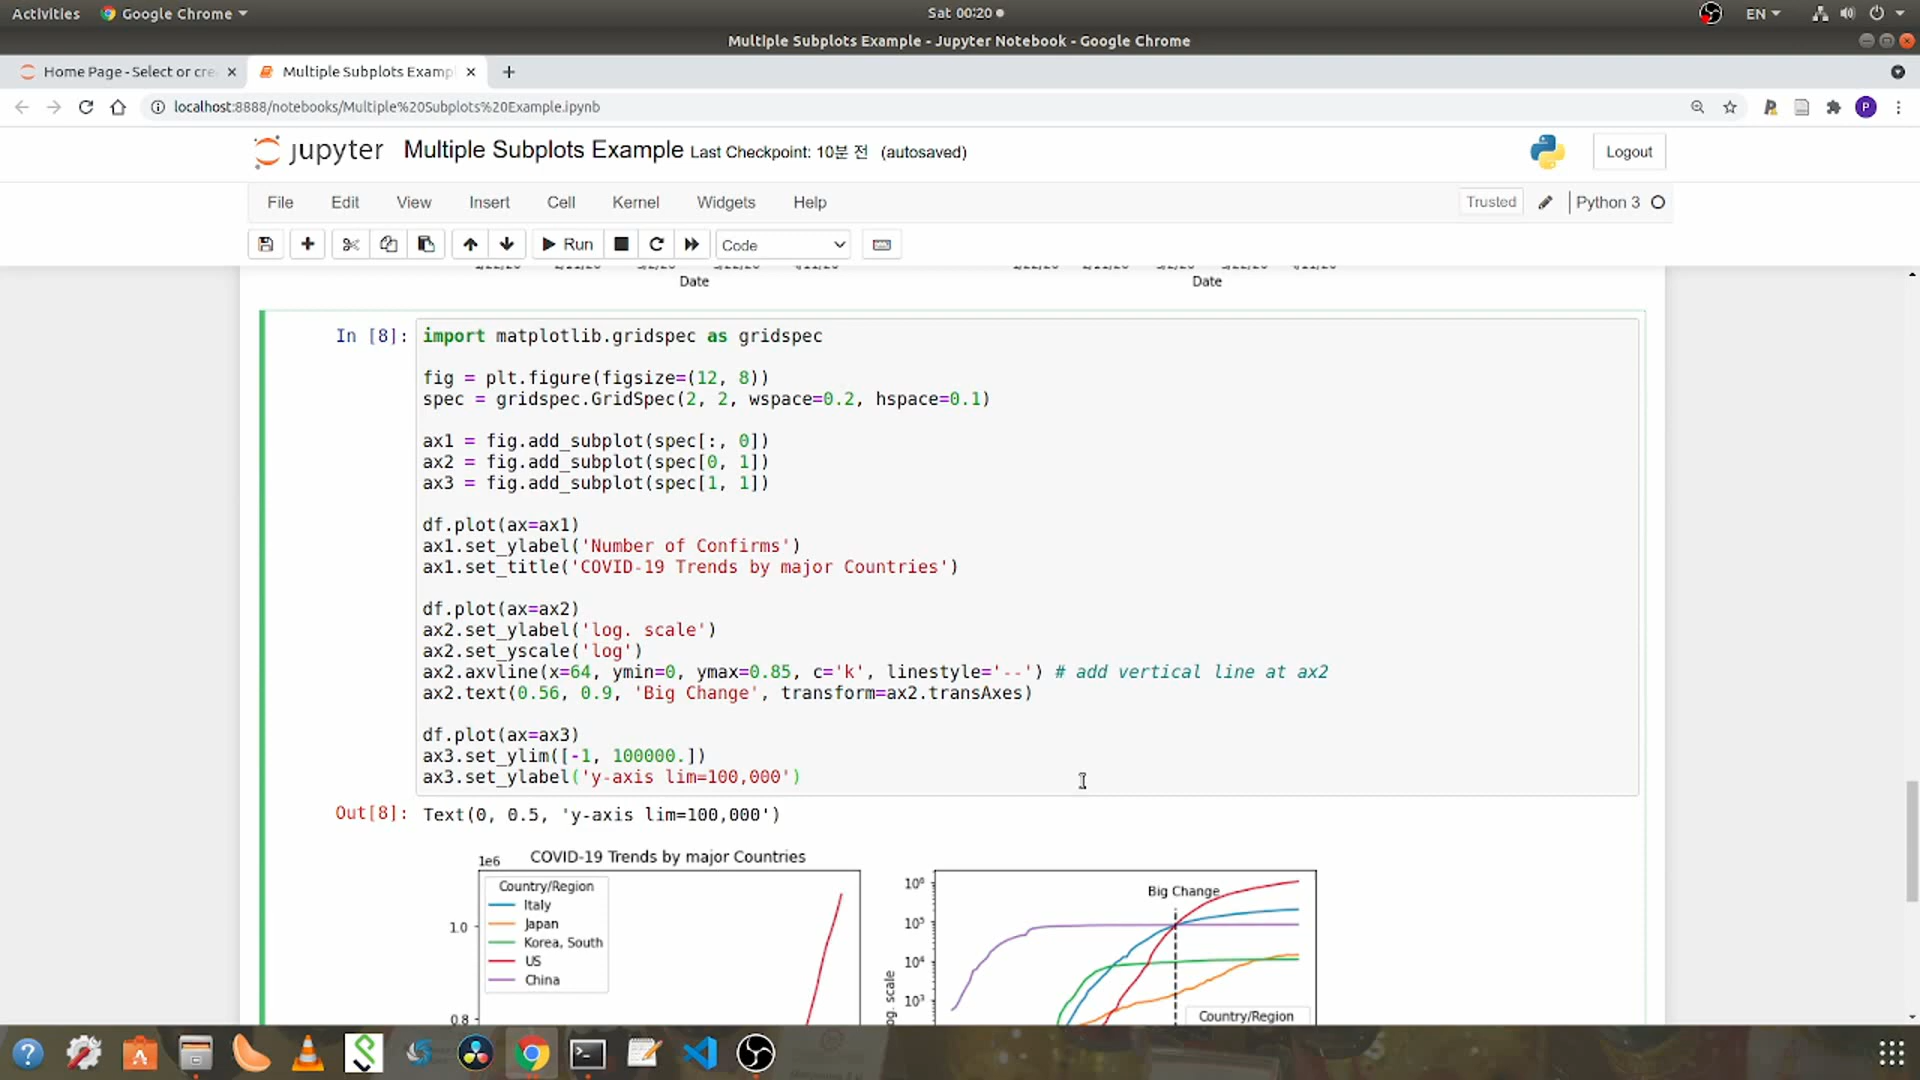 Activities
Google Chrome
Sat 00:20
EN
Multiple Subplots Example - Jupyter Notebook - Google Chrome
Home Page - Select or cre
Multiple Subplots Exampl
localhost:8888/notebooks/Multiple%20Subplots%20Example.ipynb
P
jupyter
Multiple Subplots Example
Last Checkpoint: 10분 전
(autosaved)
Logout
File
Edit
View
Insert
Cell
Kernel
Widgets
Help
Trusted
Python 3
Run
Code
Date
Date
In [8]:
import matplotlib.gridspec as gridspec
fig = plt.figure(figsize=(12, 8))
spec = gridspec.GridSpec(2, 2, wspace=0.2, hspace=0.1)
ax1 = fig.add_subplot(spec[:, 0])
ax2 = fig.add_subplot(spec[0, 1])
ax3 = fig.add_subplot(spec[1, 1])
df.plot(ax=ax1)
ax1.set_ylabel('Number of Confirms')
ax1.set_title('COVID-19 Trends by major Countries')
df.plot(ax=ax2)
ax2.set_ylabel('log. scale')
ax2.set_yscale('log')
ax2.axvline(x=64, ymin=0, ymax=0.85, c='k', linestyle='--') # add vertical line at ax2
ax2.text(0.56, 0.9, 'Big Change', transform=ax2.transAxes)
df.plot(ax=ax3)
ax3.set_ylim([-1, 100000.])
ax3.set_ylabel('y-axis lim=100,000')
Out[8]:
Text(0, 0.5, 'y-axis lim=100,000')
1e6
COVID-19 Trends by major Countries
Country/Region
Italy
Japan
Korea, South
US
China
1.0
0.8
10⁶
10⁵
10⁴
10³
Big Change
scale
Country/Region